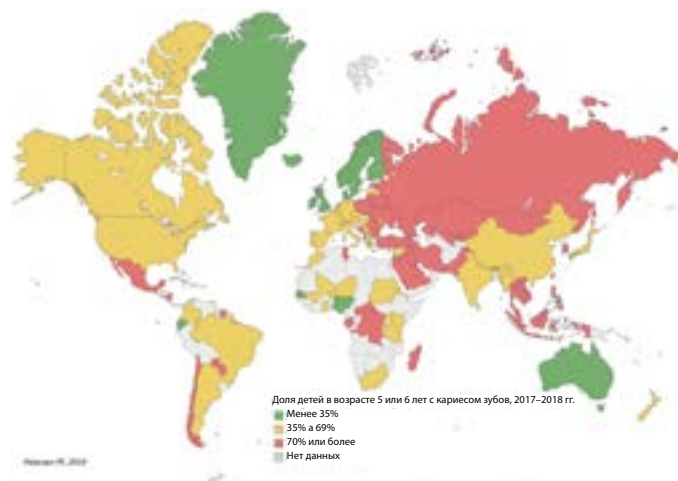 Доля детей в возрасте 5 или 6 лет с кариесом зубов, 2017–2018 гг.
Менее 35%
35% a 69%
70% или более
Нет данных